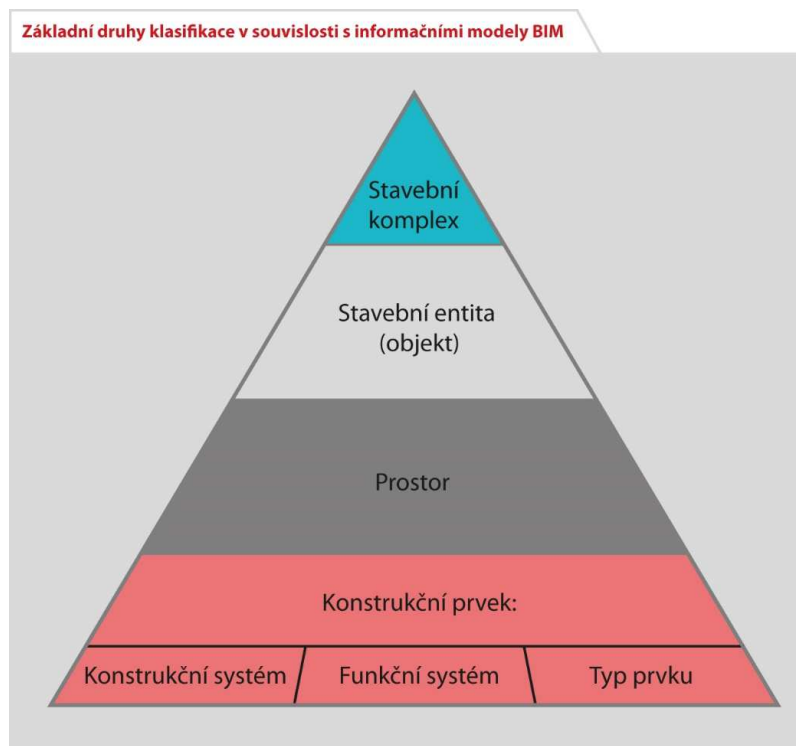 Základní druhy klasifikace v souvislosti s informačními modely BIM
Stavební
komplex
Stavební entita
(objekt)
Prostor
Konstrukční prvek:
Konstrukční systém
Funkční systém
Typ prvku